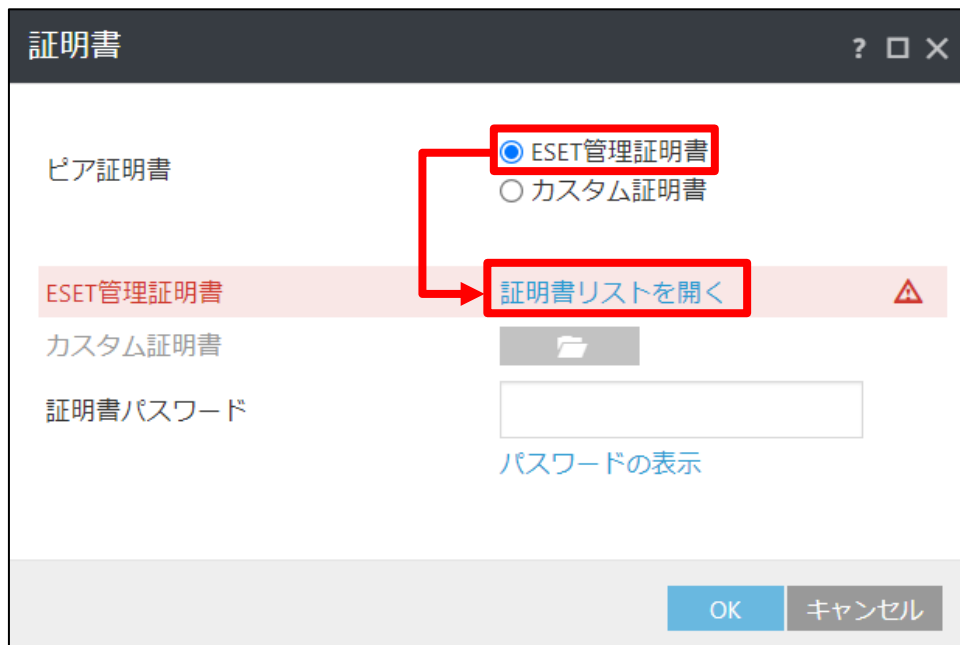 証明書
?
ピア証明書
ESET管理証明書
カスタム証明書
ESET管理証明書 証明書リストを開く
カスタム証明書
証明書パスワード
パスワードの表示
OK キャンセル